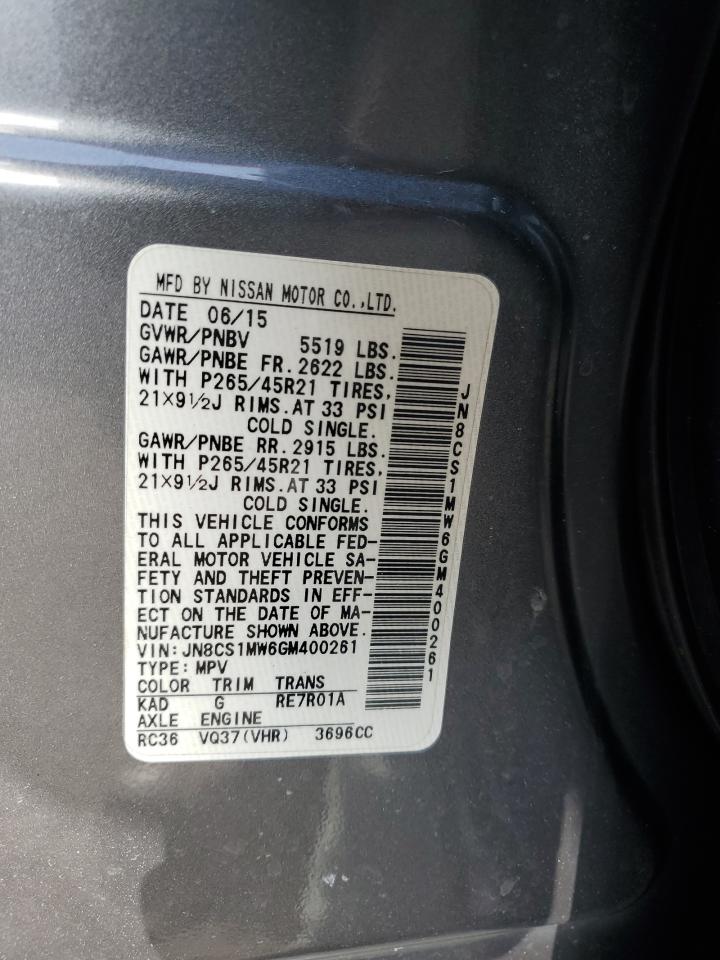 MFD BY NISSAN MOTOR CO.,LTD.
DATE 06/15
GVWR/PNBV 5519 LBS.
GAWR/PNBE FR. 2622 LBS.
WITH P265/45R21 TIRES,
21×9½J RIMS. AT 33 PSI
COLD SINGLE.
GAWR/PNBE RR. 2915 LBS.
WITH P265/45R21 TIRES,
21×9½J RIMS. AT 33 PSI
COLD SINGLE.
THIS VEHICLE CONFORMS
TO ALL APPLICABLE FED-
ERAL MOTOR VEHICLE SA-
FETY AND THEFT PREVEN-
TION STANDARDS IN EFF-
ECT ON THE DATE OF MA-
NUFACTURE SHOWN ABOVE.
VIN: JN8CS1MW6GM400261
TYPE: MPV
COLOR TRIM TRANS
KAD G RE7R01A
AXLE ENGINE
RC36 VQ37(VHR) 3696CC
JN8CS1MW6GM400261